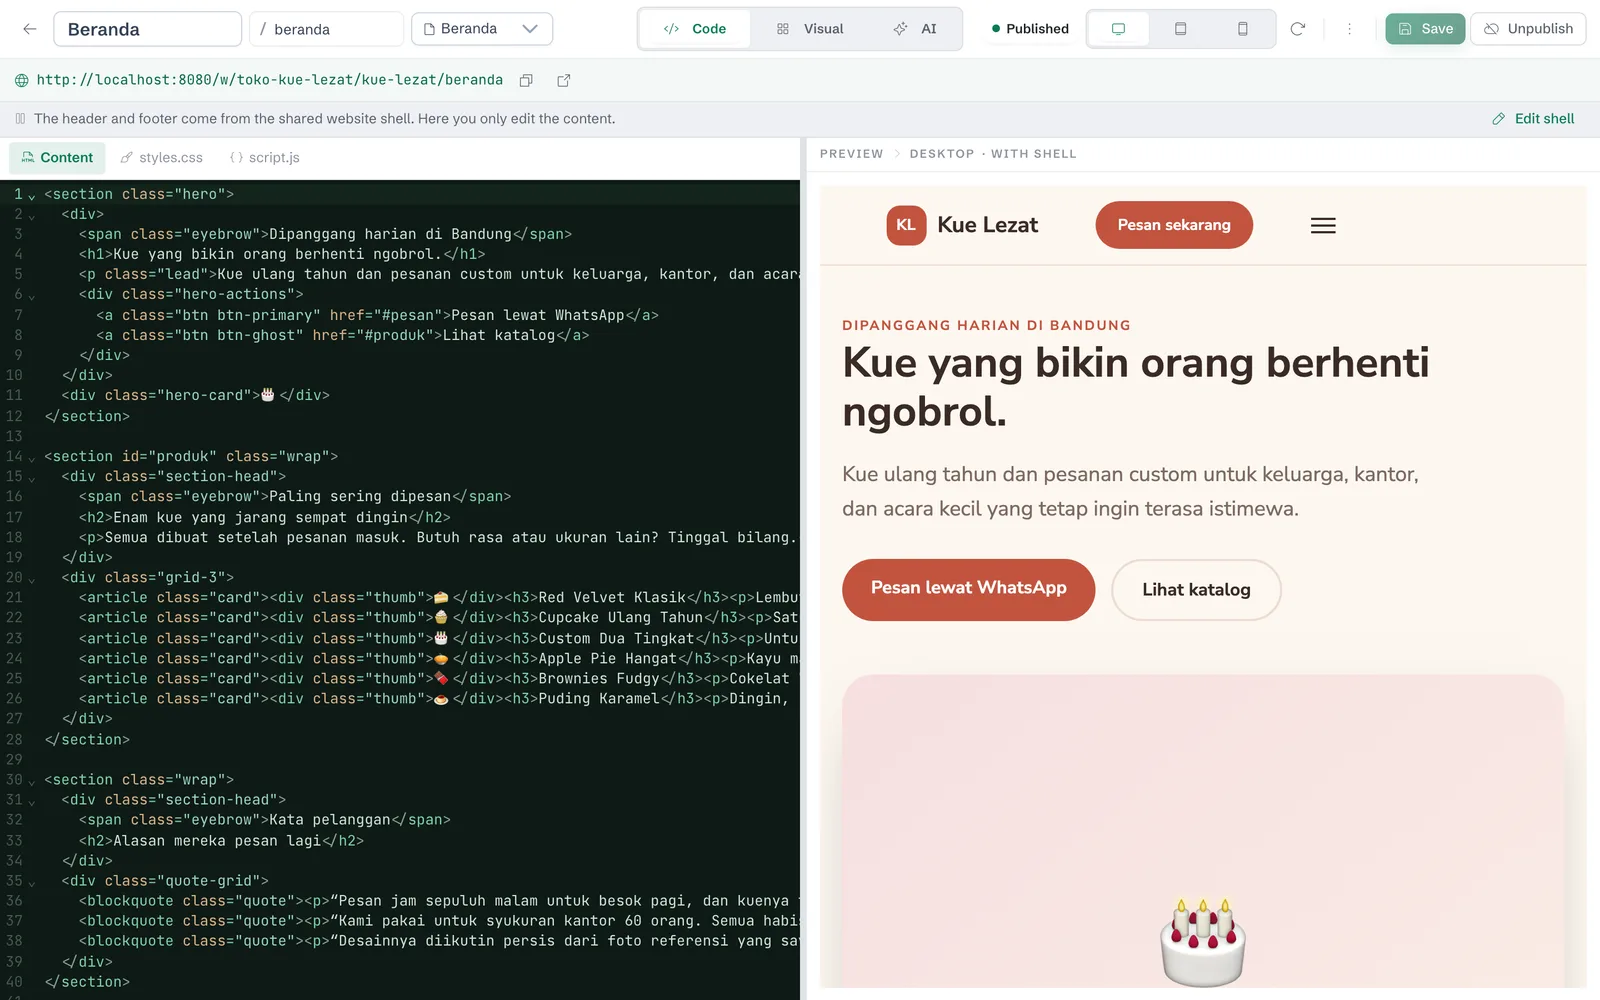 Beranda
/ beranda
Beranda
Code
Visual
AI
Published
Save
Unpublish
http://localhost:8080/w/toko-kue-lezat/kue-lezat/beranda
The header and footer come from the shared website shell. Here you only edit the content.
Edit shell
Content
styles.css
script.js
1 <section class="hero">
2 <div>
3 <span class="eyebrow">Dipanggang harian di Bandung</span>
4 <h1>Kue yang bikin orang berhenti ngobrol.</h1>
5 <p class="lead">Kue ulang tahun dan pesanan custom untuk keluarga, kantor, dan acara
6 <div class="hero-actions">
7 <a class="btn btn-primary" href="#pesan">Pesan lewat WhatsApp</a>
8 <a class="btn btn-ghost" href="#produk">Lihat katalog</a>
9 </div>
10 </div>
11 <div class="hero-card">🎂</div>
12 </section>
13
14 <section id="produk" class="wrap">
15 <div class="section-head">
16 <span class="eyebrow">Paling sering dipesan</span>
17 <h2>Enam kue yang jarang sempat dingin</h2>
18 <p>Semua dibuat setelah pesanan masuk. Butuh rasa atau ukuran lain? Tinggal bilang.
19 </div>
20 <div class="grid-3">
21 <article class="card"><div class="thumb">🍰</div><h3>Red Velvet Klasik</h3><p>Lembu
22 <article class="card"><div class="thumb">🧁</div><h3>Cupcake Ulang Tahun</h3><p>Sat
23 <article class="card"><div class="thumb">🎂</div><h3>Custom Dua Tingkat</h3><p>Untu
24 <article class="card"><div class="thumb">🥧</div><h3>Apple Pie Hangat</h3><p>Kayu m
25 <article class="card"><div class="thumb">🍫</div><h3>Brownies Fudgy</h3><p>Cokelat
26 <article class="card"><div class="thumb">🍮</div><h3>Puding Karamel</h3><p>Dingin,
27 </div>
28 </section>
29
30 <section class="wrap">
31 <div class="section-head">
32 <span class="eyebrow">Kata pelanggan</span>
33 <h2>Alasan mereka pesan lagi</h2>
34 </div>
35 <div class="quote-grid">
36 <blockquote class="quote"><p>“Pesan jam sepuluh malam untuk besok pagi, dan kuenya
37 <blockquote class="quote"><p>“Kami pakai untuk syukuran kantor 60 orang. Semua habis
38 <blockquote class="quote"><p>“Desainnya diikutin persis dari foto referensi yang sa
39 </div>
40 </section>
PREVIEW > DESKTOP · WITH SHELL
KL Kue Lezat
Pesan sekarang
DIPANGGANG HARIAN DI BANDUNG
Kue yang bikin orang berhenti
ngobrol.
Kue ulang tahun dan pesanan custom untuk keluarga, kantor,
dan acara kecil yang tetap ingin terasa istimewa.
Pesan lewat WhatsApp
Lihat katalog